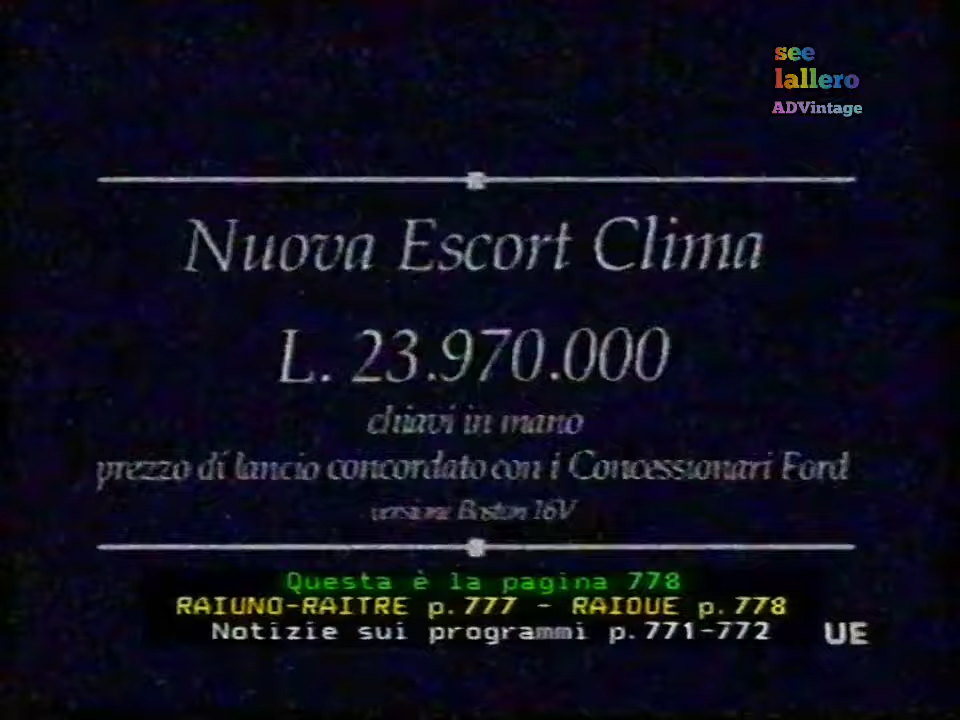 see
lallero
ADVintage
Nuova Escort Clima
L. 23.970.000
chiavi in mano
prezzo di lancio concordato con i Concessionari Ford
versione Boston 16V
Questa è la pagina 778
RAIUNO-RAITRE p.777 - RAIDUE p.778
Notizie sui programmi p.771-772
UE